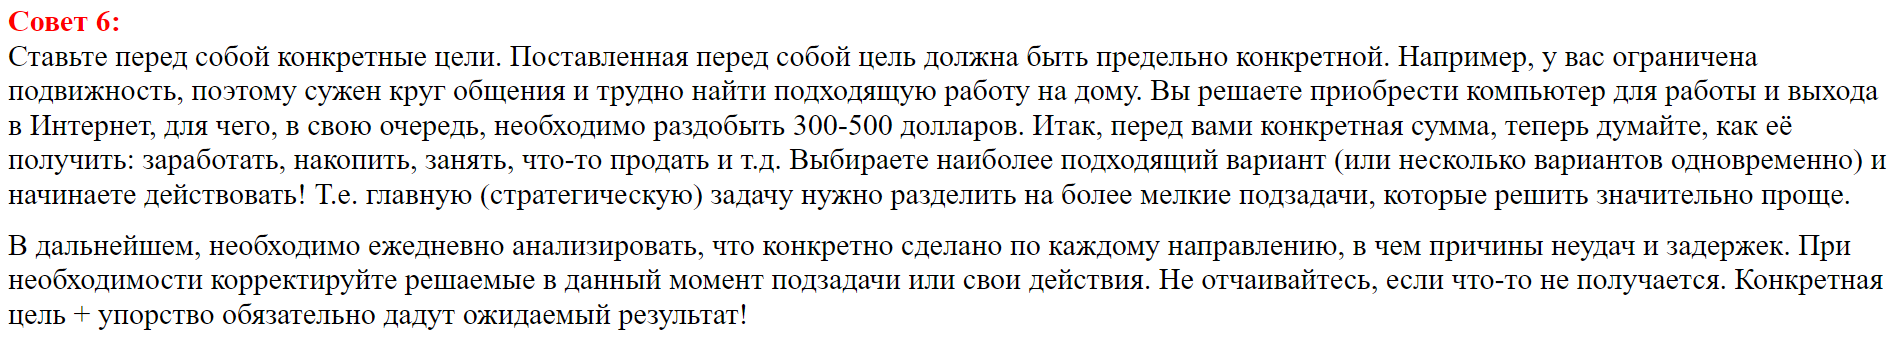 Совет 6:
Ставьте перед собой конкретные цели. Поставленная перед собой цель должна быть предельно конкретной. Например, у вас ограничена
подвижность, поэтому сужен круг общения и трудно найти подходящую работу на дому. Вы решаете приобрести компьютер для работы и выхода
в Интернет, для чего, в свою очередь, необходимо раздобыть 300-500 долларов. Итак, перед вами конкретная сумма, теперь думайте, как её
получить: заработать, накопить, занять, что-то продать и т.д. Выбираете наиболее подходящий вариант (или несколько вариантов одновременно) и
начинаете действовать! Т.е. главную (стратегическую) задачу нужно разделить на более мелкие подзадачи, которые решить значительно проще.
В дальнейшем, необходимо ежедневно анализировать, что конкретно сделано по каждому направлению, в чем причины неудач и задержек. При
необходимости корректируйте решаемые в данный момент подзадачи или свои действия. Не отчаивайтесь, если что-то не получается. Конкретная
цель + упорство обязательно дадут ожидаемый результат!